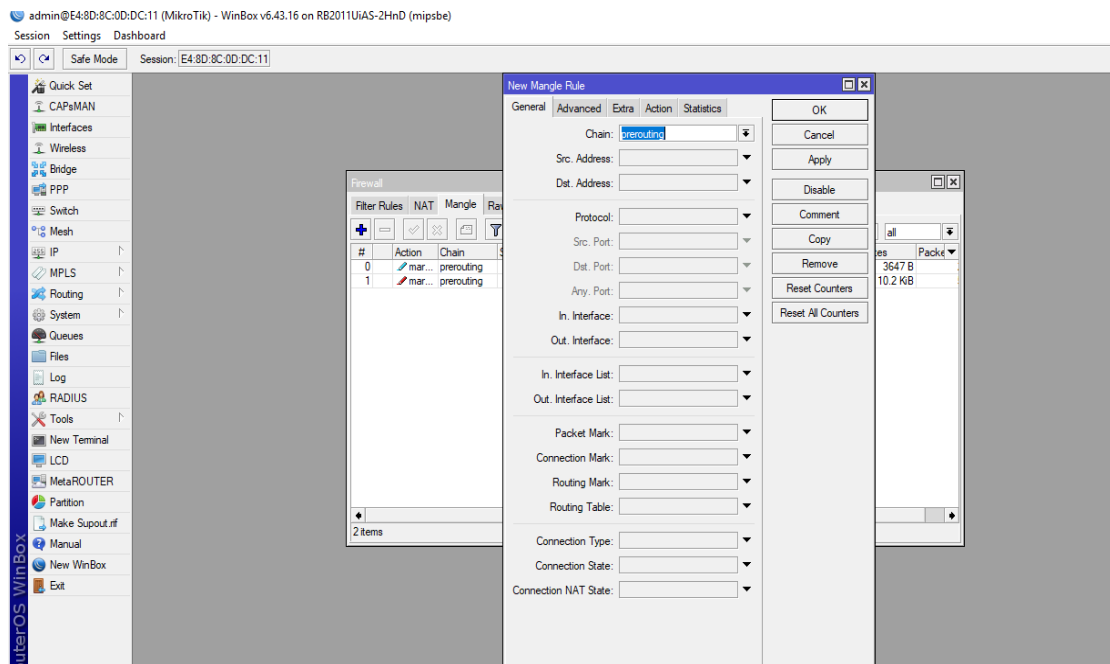 admin@E4:8D:8C:0D:DC:11 (MikroTik) - WinBox v6.43.16 on RB2011UiAS-2HnD (mipsbe)
Session Settings Dashboard
Safe Mode Session: E4:8D:8C:0D:DC:11
Quick Set
CAPsMAN
Interfaces
Wireless
Bridge
PPP
Switch
Mesh
IP
MPLS
Routing
System
Queues
Files
Log
RADIUS
Tools
New Terminal
LCD
MetaROUTER
Partition
Make Supout.rif
Manual
New WinBox
Exit
uterOS WinBox
Firewall
Filter Rules NAT Mangle Rav
all
# Action Chain S
0 mar... prerouting
1 mar... prerouting
tes Packe
3647 B
10.2 KiB
2 items
New Mangle Rule
General Advanced Extra Action Statistics
Chain: prerouting
Src. Address:
Dst. Address:
Protocol:
Src. Port:
Dst. Port:
Any. Port:
In. Interface:
Out. Interface:
In. Interface List:
Out. Interface List:
Packet Mark:
Connection Mark:
Routing Mark:
Routing Table:
Connection Type:
Connection State:
Connection NAT State:
OK
Cancel
Apply
Disable
Comment
Copy
Remove
Reset Counters
Reset All Counters